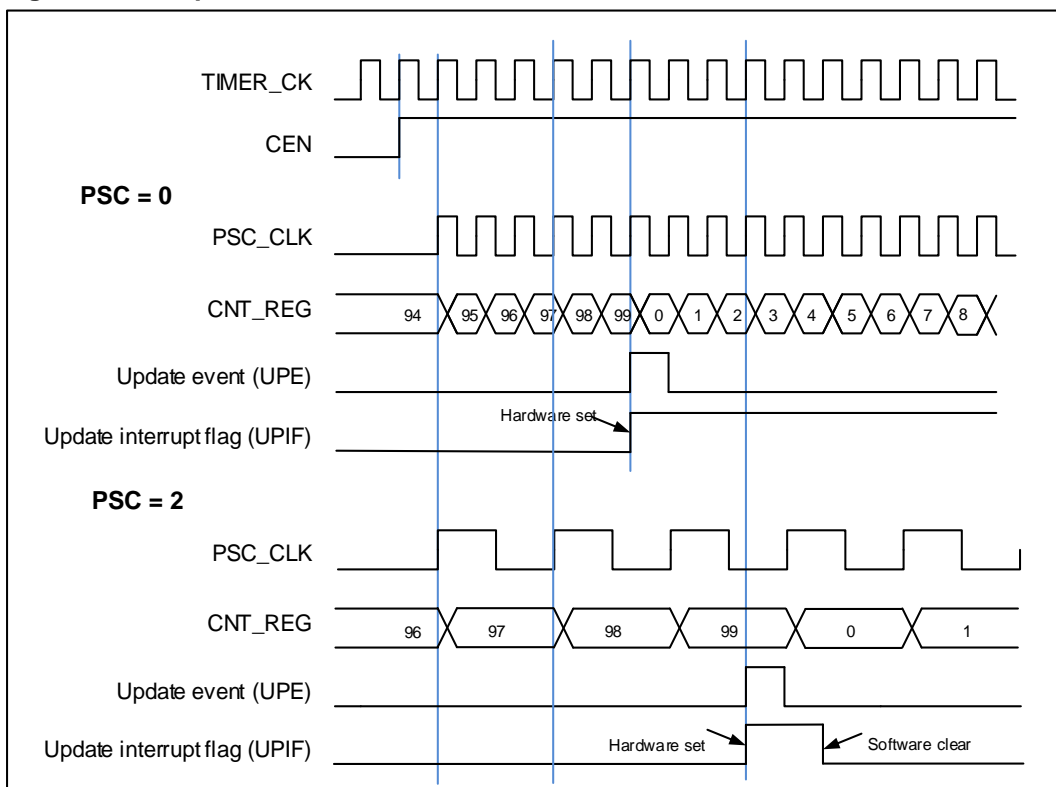 TIMER_CK
CEN
PSC = 0
PSC_CLK
CNT_REG 94 95 96 97 98 99 0 1 2 3 4 5 6 7 8
Update event (UPE)
Hardware set
Update interrupt flag (UPIF)
PSC = 2
PSC_CLK
CNT_REG 96 97 98 99 0 1
Update event (UPE)
Update interrupt flag (UPIF) Hardware set Software clear